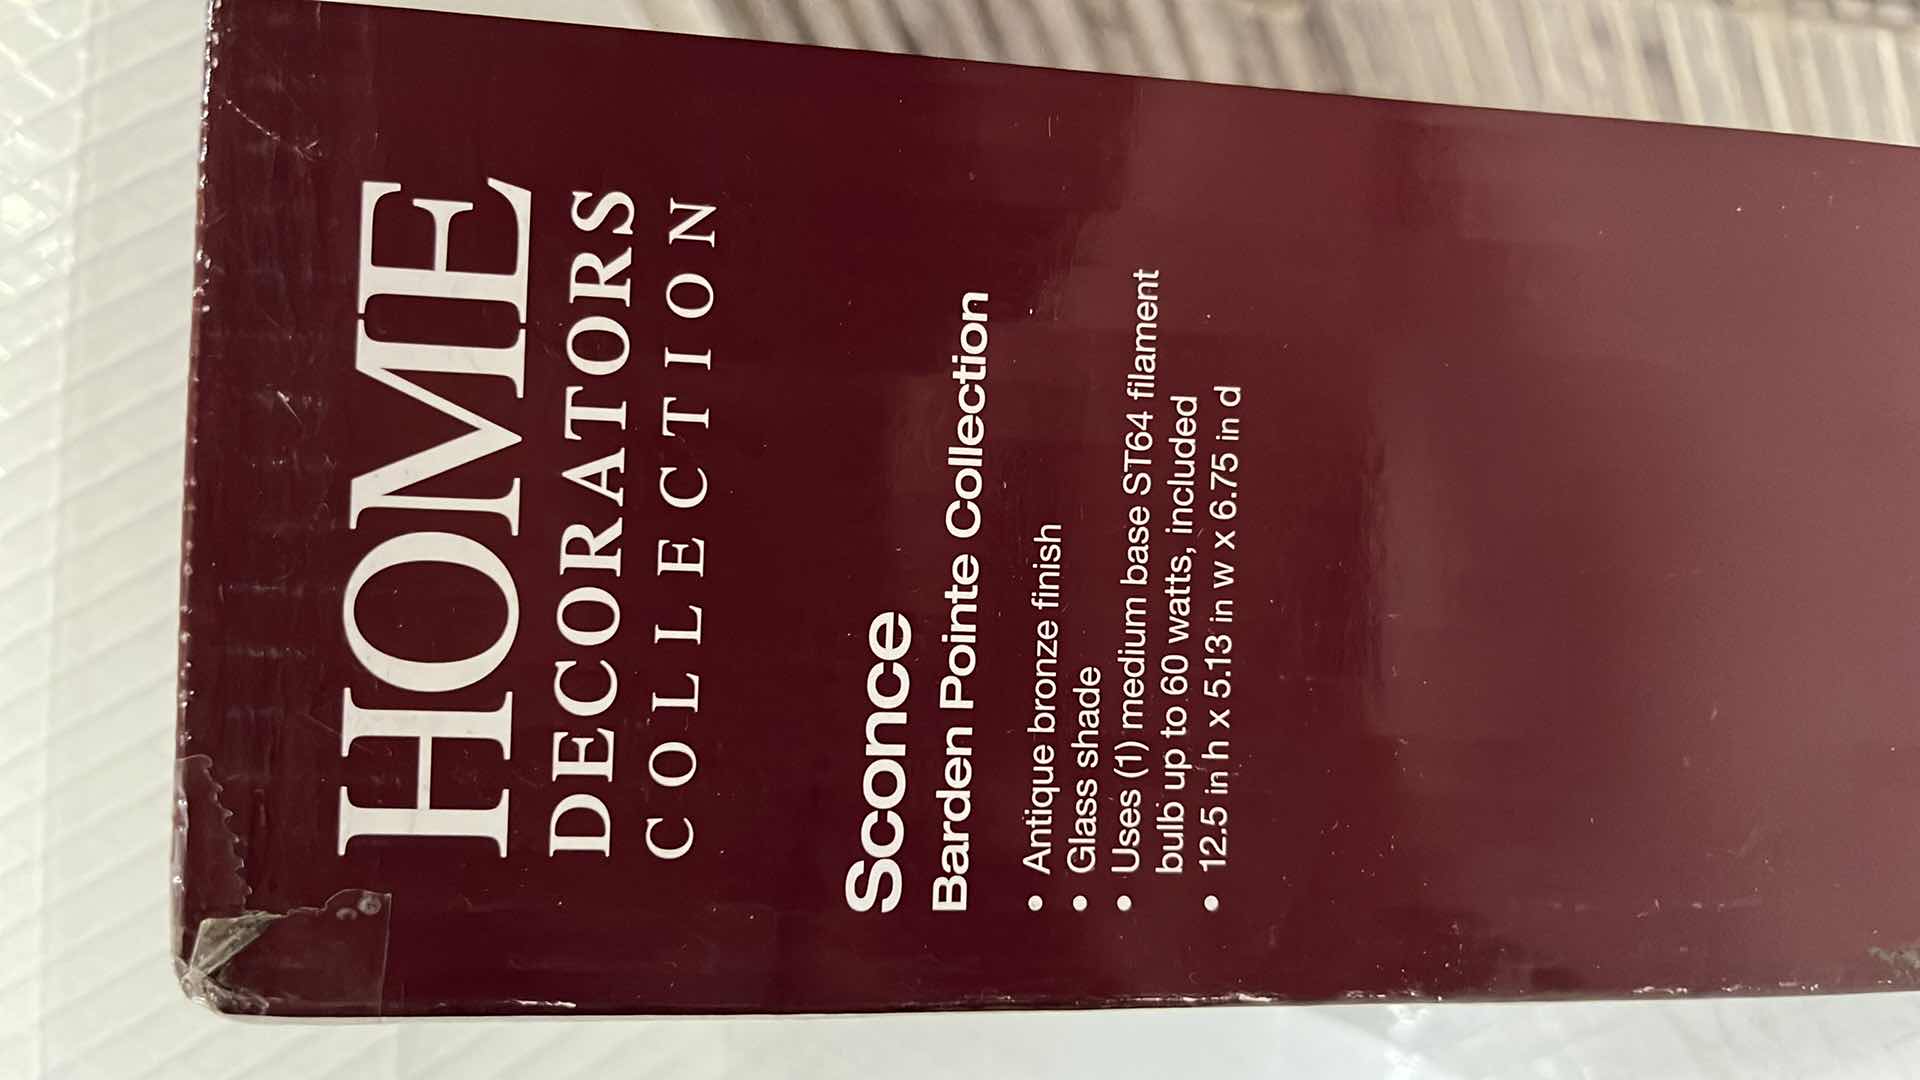 HOME
DECORATORS
COLLECTION
Sconce
Barden Pointe Collection
• Antique bronze finish
• Glass shade
• Uses (1) medium base ST64 filament
bulb up to 60 watts, included
• 12.5 in h x 5.13 in w x 6.75 in d